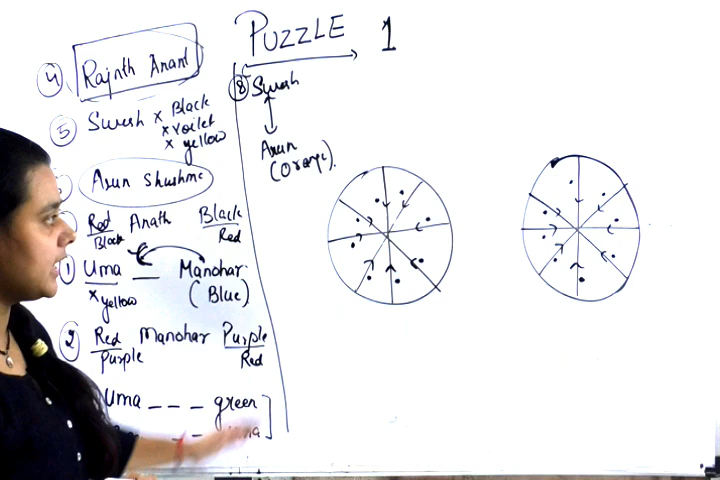 PUZZLE 1
④ Rajnth Anant
⑤ Suresh x Black
x Voilet
x yellow
Arun Shushme
Red Anath Black
Black Red
① Uma — Manohar
x yellow (Blue)
② Red Manohar Purple
Purple Red
Uma — — — green
⑧ Suresh
Arun
(Orange).